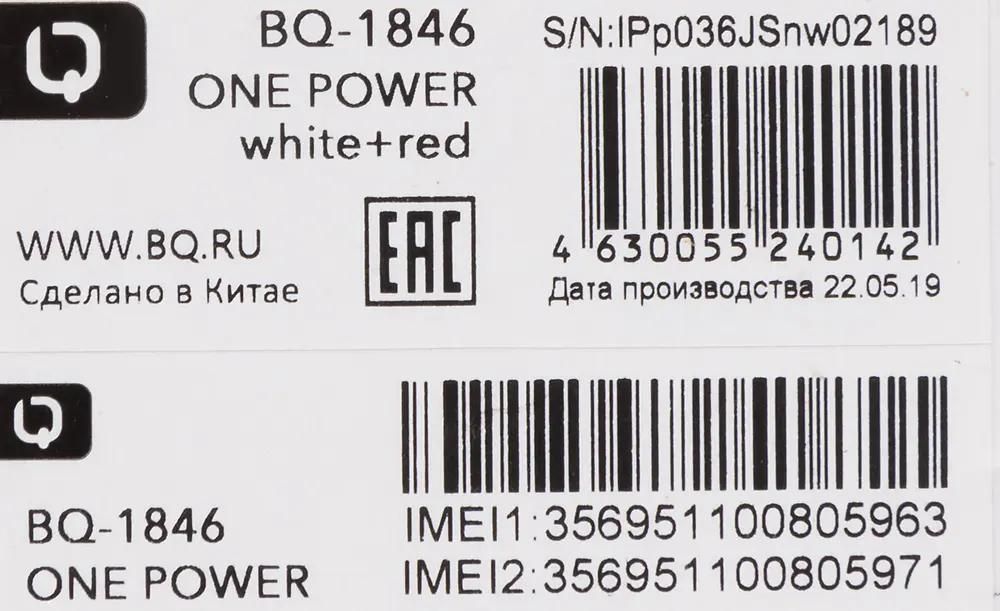 BQ-1846
ONE POWER
white+red
WWW.BQ.RU
Сделано в Китае
EAC
S/N:IPp036JSnw02189
4 630055 240142
Дата производства 22.05.19
BQ-1846
ONE POWER
IMEI1:356951100805963
IMEI2:356951100805971